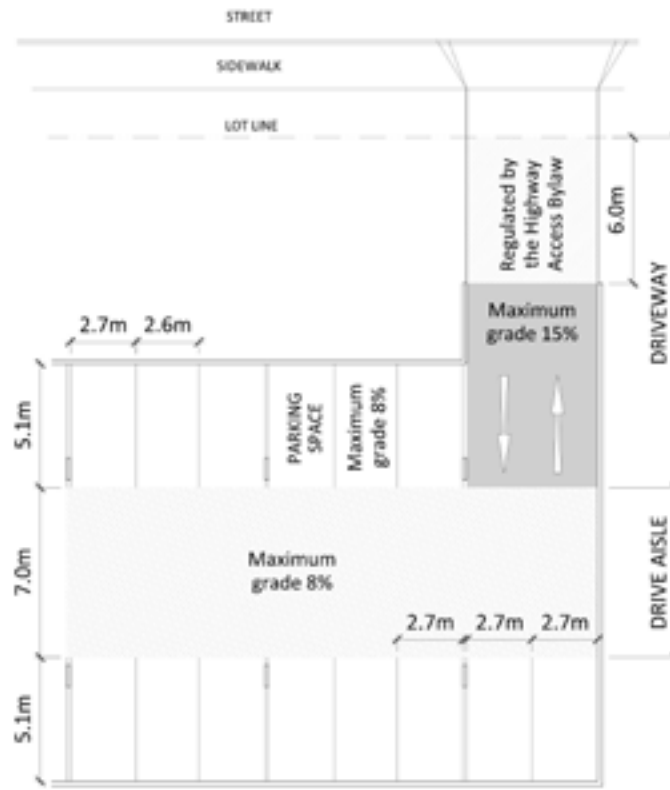 STREET
SIDEWALK
LOT LINE
Regulated by
the Highway
Access Bylaw
6.0m
DRIVEWAY
Maximum
grade 15%
2.7m
2.6m
5.1m
PARKING
SPACE
Maximum
grade 8%
7.0m
Maximum
grade 8%
DRIVE AISLE
2.7m
2.7m
2.7m
5.1m